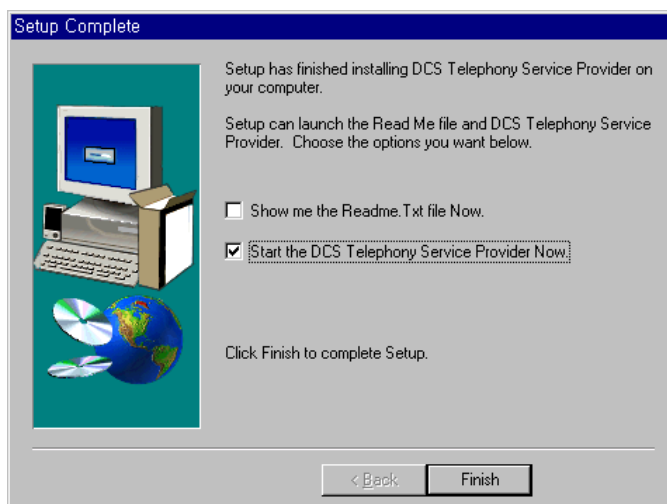 Setup Complete
Setup has finished installing DCS Telephony Service Provider on
your computer.
Setup can launch the Read Me file and DCS Telephony Service
Provider.  Choose the options you want below.
Show me the Readme.Txt file Now.
Start the DCS Telephony Service Provider Now.
Click Finish to complete Setup.
< Back
Finish